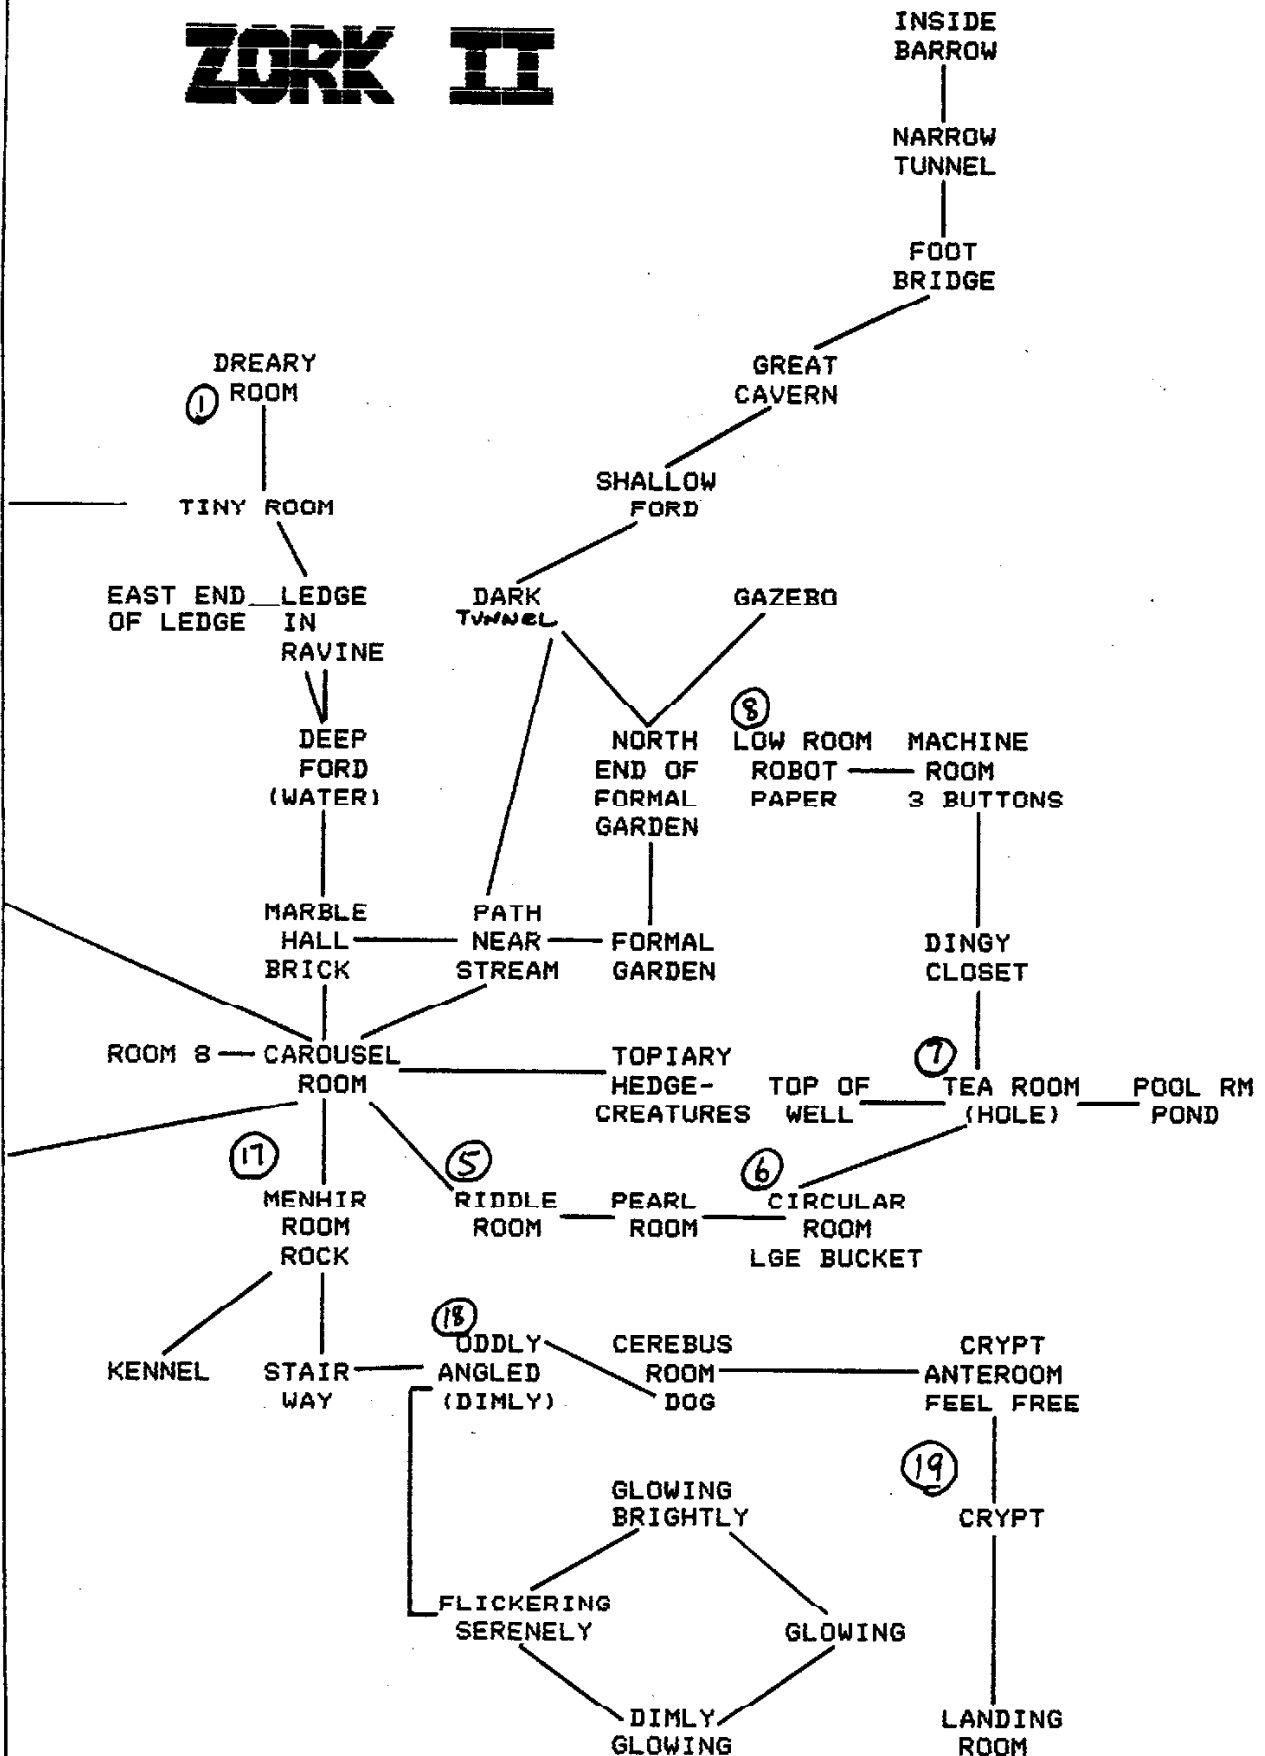 ZORK II
INSIDE
BARROW
NARROW
TUNNEL
FOOT
BRIDGE
DREARY
ROOM
1
GREAT
CAVERN
SHALLOW
FORD
TINY ROOM
EAST END
OF LEDGE
LEDGE
IN
RAVINE
DARK
TUNNEL
GAZEBO
DEEP
FORD
(WATER)
NORTH
END OF
FORMAL
GARDEN
8
LOW ROOM
ROBOT
PAPER
MACHINE
ROOM
3 BUTTONS
MARBLE
HALL
BRICK
PATH
NEAR
STREAM
FORMAL
GARDEN
DINGY
CLOSET
ROOM 8
CAROUSEL
ROOM
TOPIARY
HEDGE-
CREATURES
TOP OF
WELL
7
TEA ROOM
(HOLE)
POOL RM
POND
17
MENHIR
ROOM
ROCK
5
RIDDLE
ROOM
PEARL
ROOM
6
CIRCULAR
ROOM
LGE BUCKET
KENNEL
STAIR
WAY
18
ODDLY
ANGLED
(DIMLY)
CEREBUS
ROOM
DOG
CRYPT
ANTEROOM
FEEL FREE
19
CRYPT
GLOWING
BRIGHTLY
FLICKERING
SERENELY
GLOWING
DIMLY
GLOWING
LANDING
ROOM